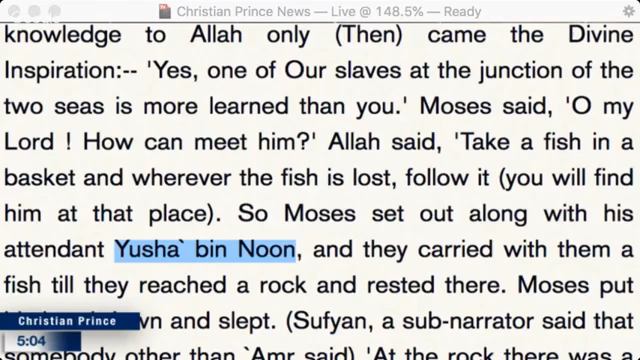 Christian Prince News — Live @ 148.5% — Ready
knowledge to Allah only (Then) came the Divine
Inspiration:-- 'Yes, one of Our slaves at the junction of the
two seas is more learned than you.' Moses said, 'O my
Lord ! How can meet him?' Allah said, 'Take a fish in a
basket and wherever the fish is lost, follow it (you will find
him at that place). So Moses set out along with his
attendant Yusha` bin Noon, and they carried with them a
fish till they reached a rock and rested there. Moses put
and slept. (Sufyan, a sub-narrator said that
somebody other than `Amr said) 'At the rock there was a
Christian Prince
5:04